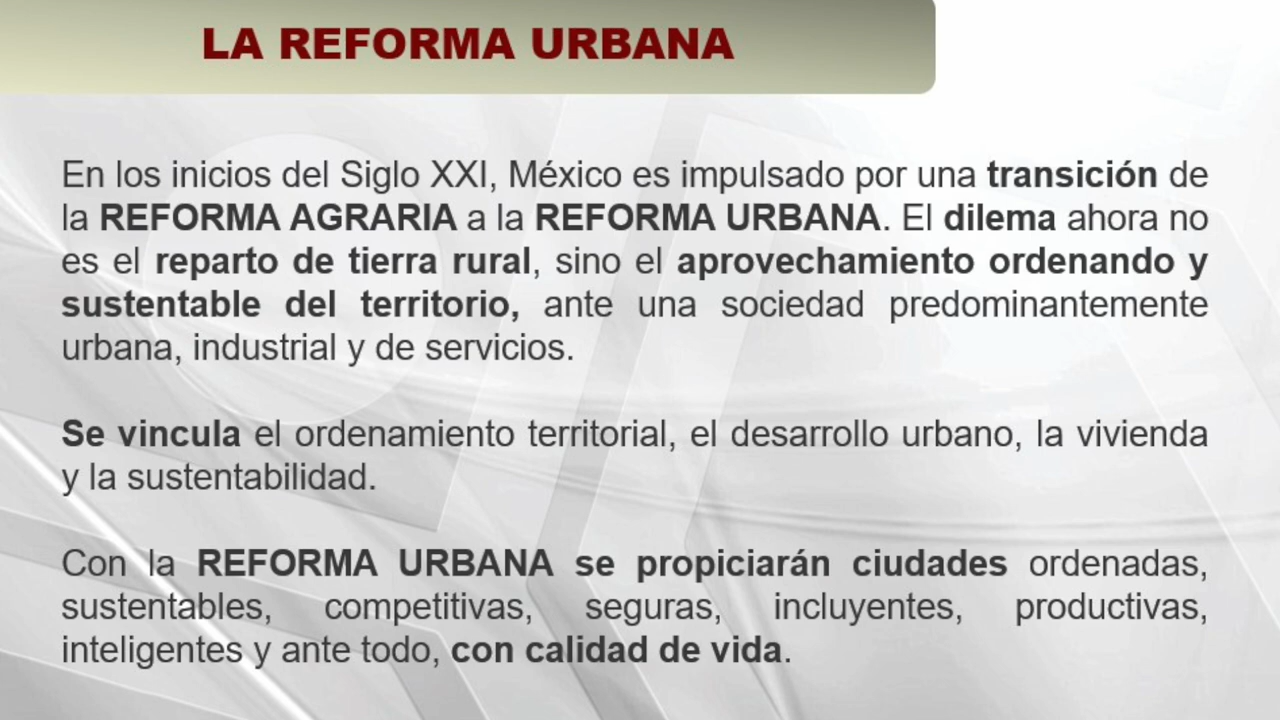 LA REFORMA URBANA
En los inicios del Siglo XXI, México es impulsado por una transición de
la REFORMA AGRARIA a la REFORMA URBANA. El dilema ahora no
es el reparto de tierra rural, sino el aprovechamiento ordenando y
sustentable del territorio, ante una sociedad predominantemente
urbana, industrial y de servicios.
Se vincula el ordenamiento territorial, el desarrollo urbano, la vivienda
y la sustentabilidad.
Con la REFORMA URBANA se propiciarán ciudades ordenadas,
sustentables, competitivas, seguras, incluyentes, productivas,
inteligentes y ante todo, con calidad de vida.